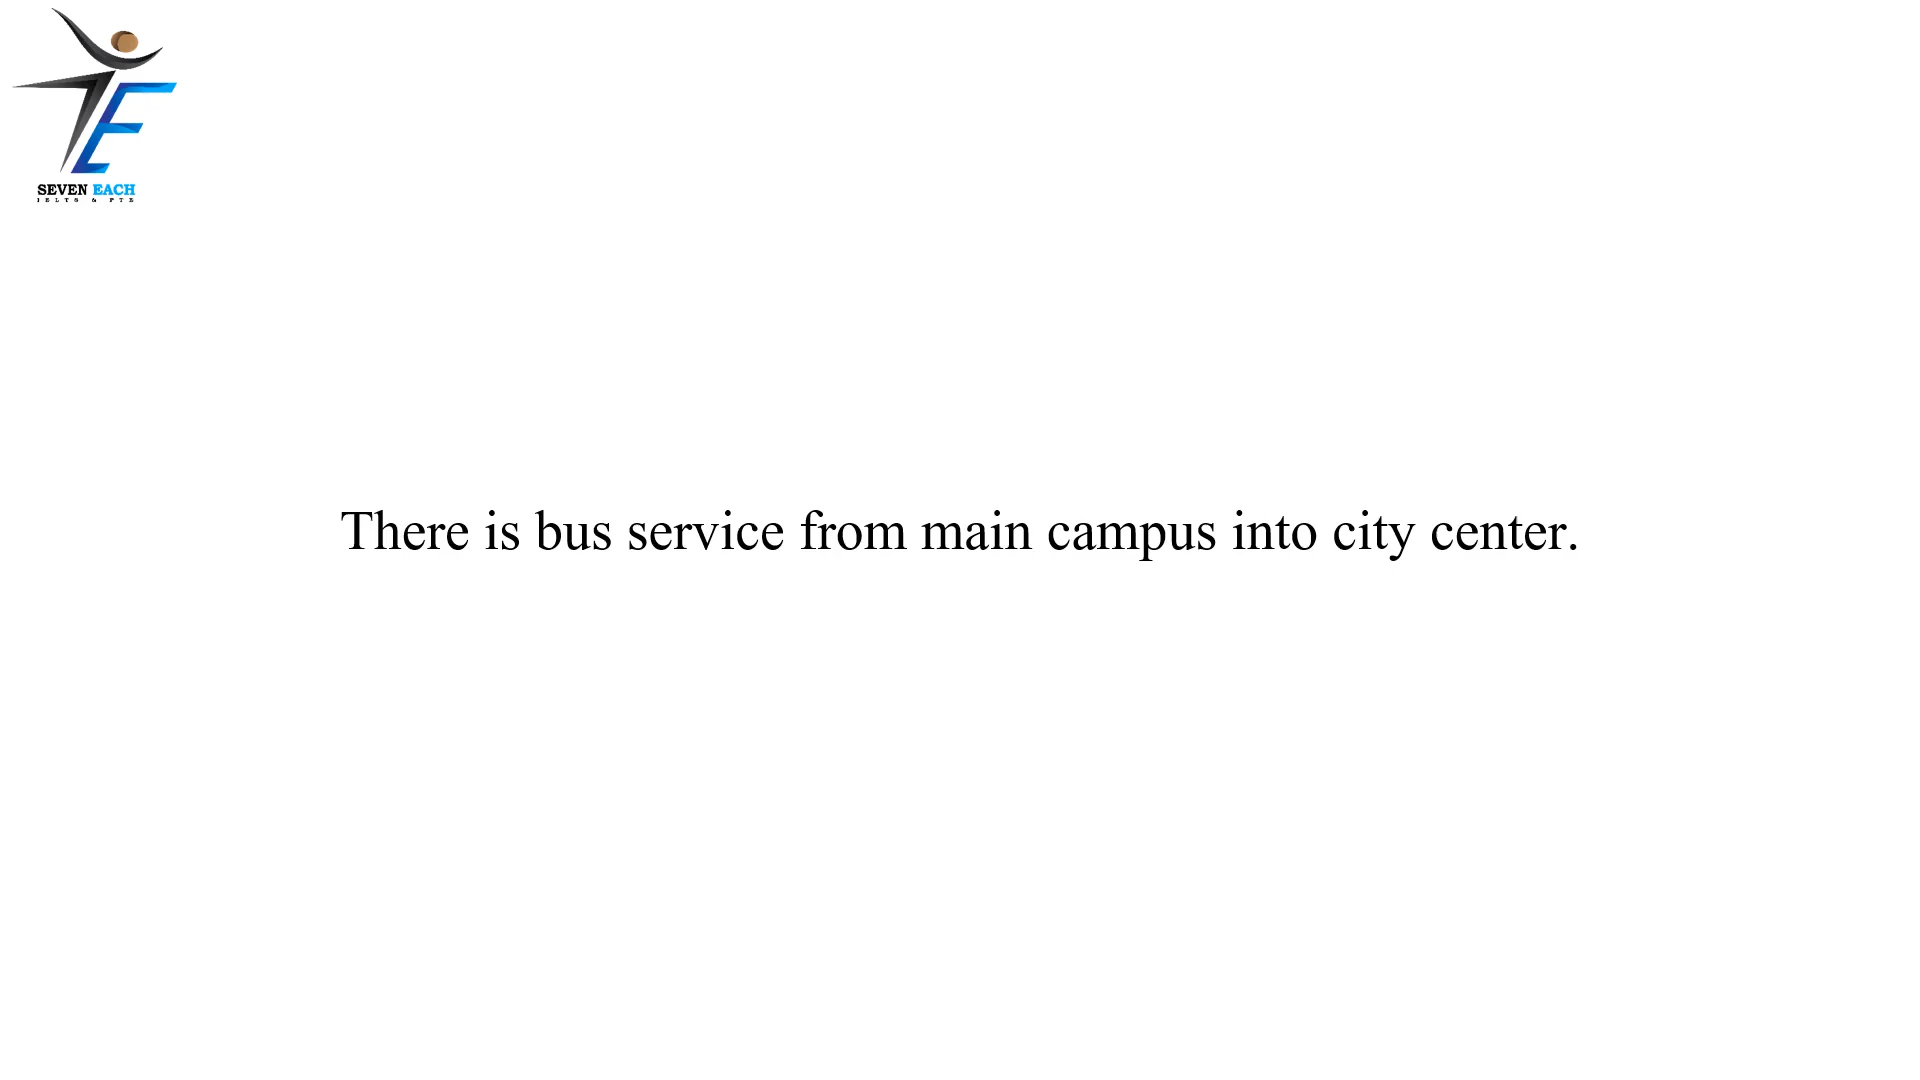 SEVEN EACH
IELTS & PTE
There is bus service from main campus into city center.